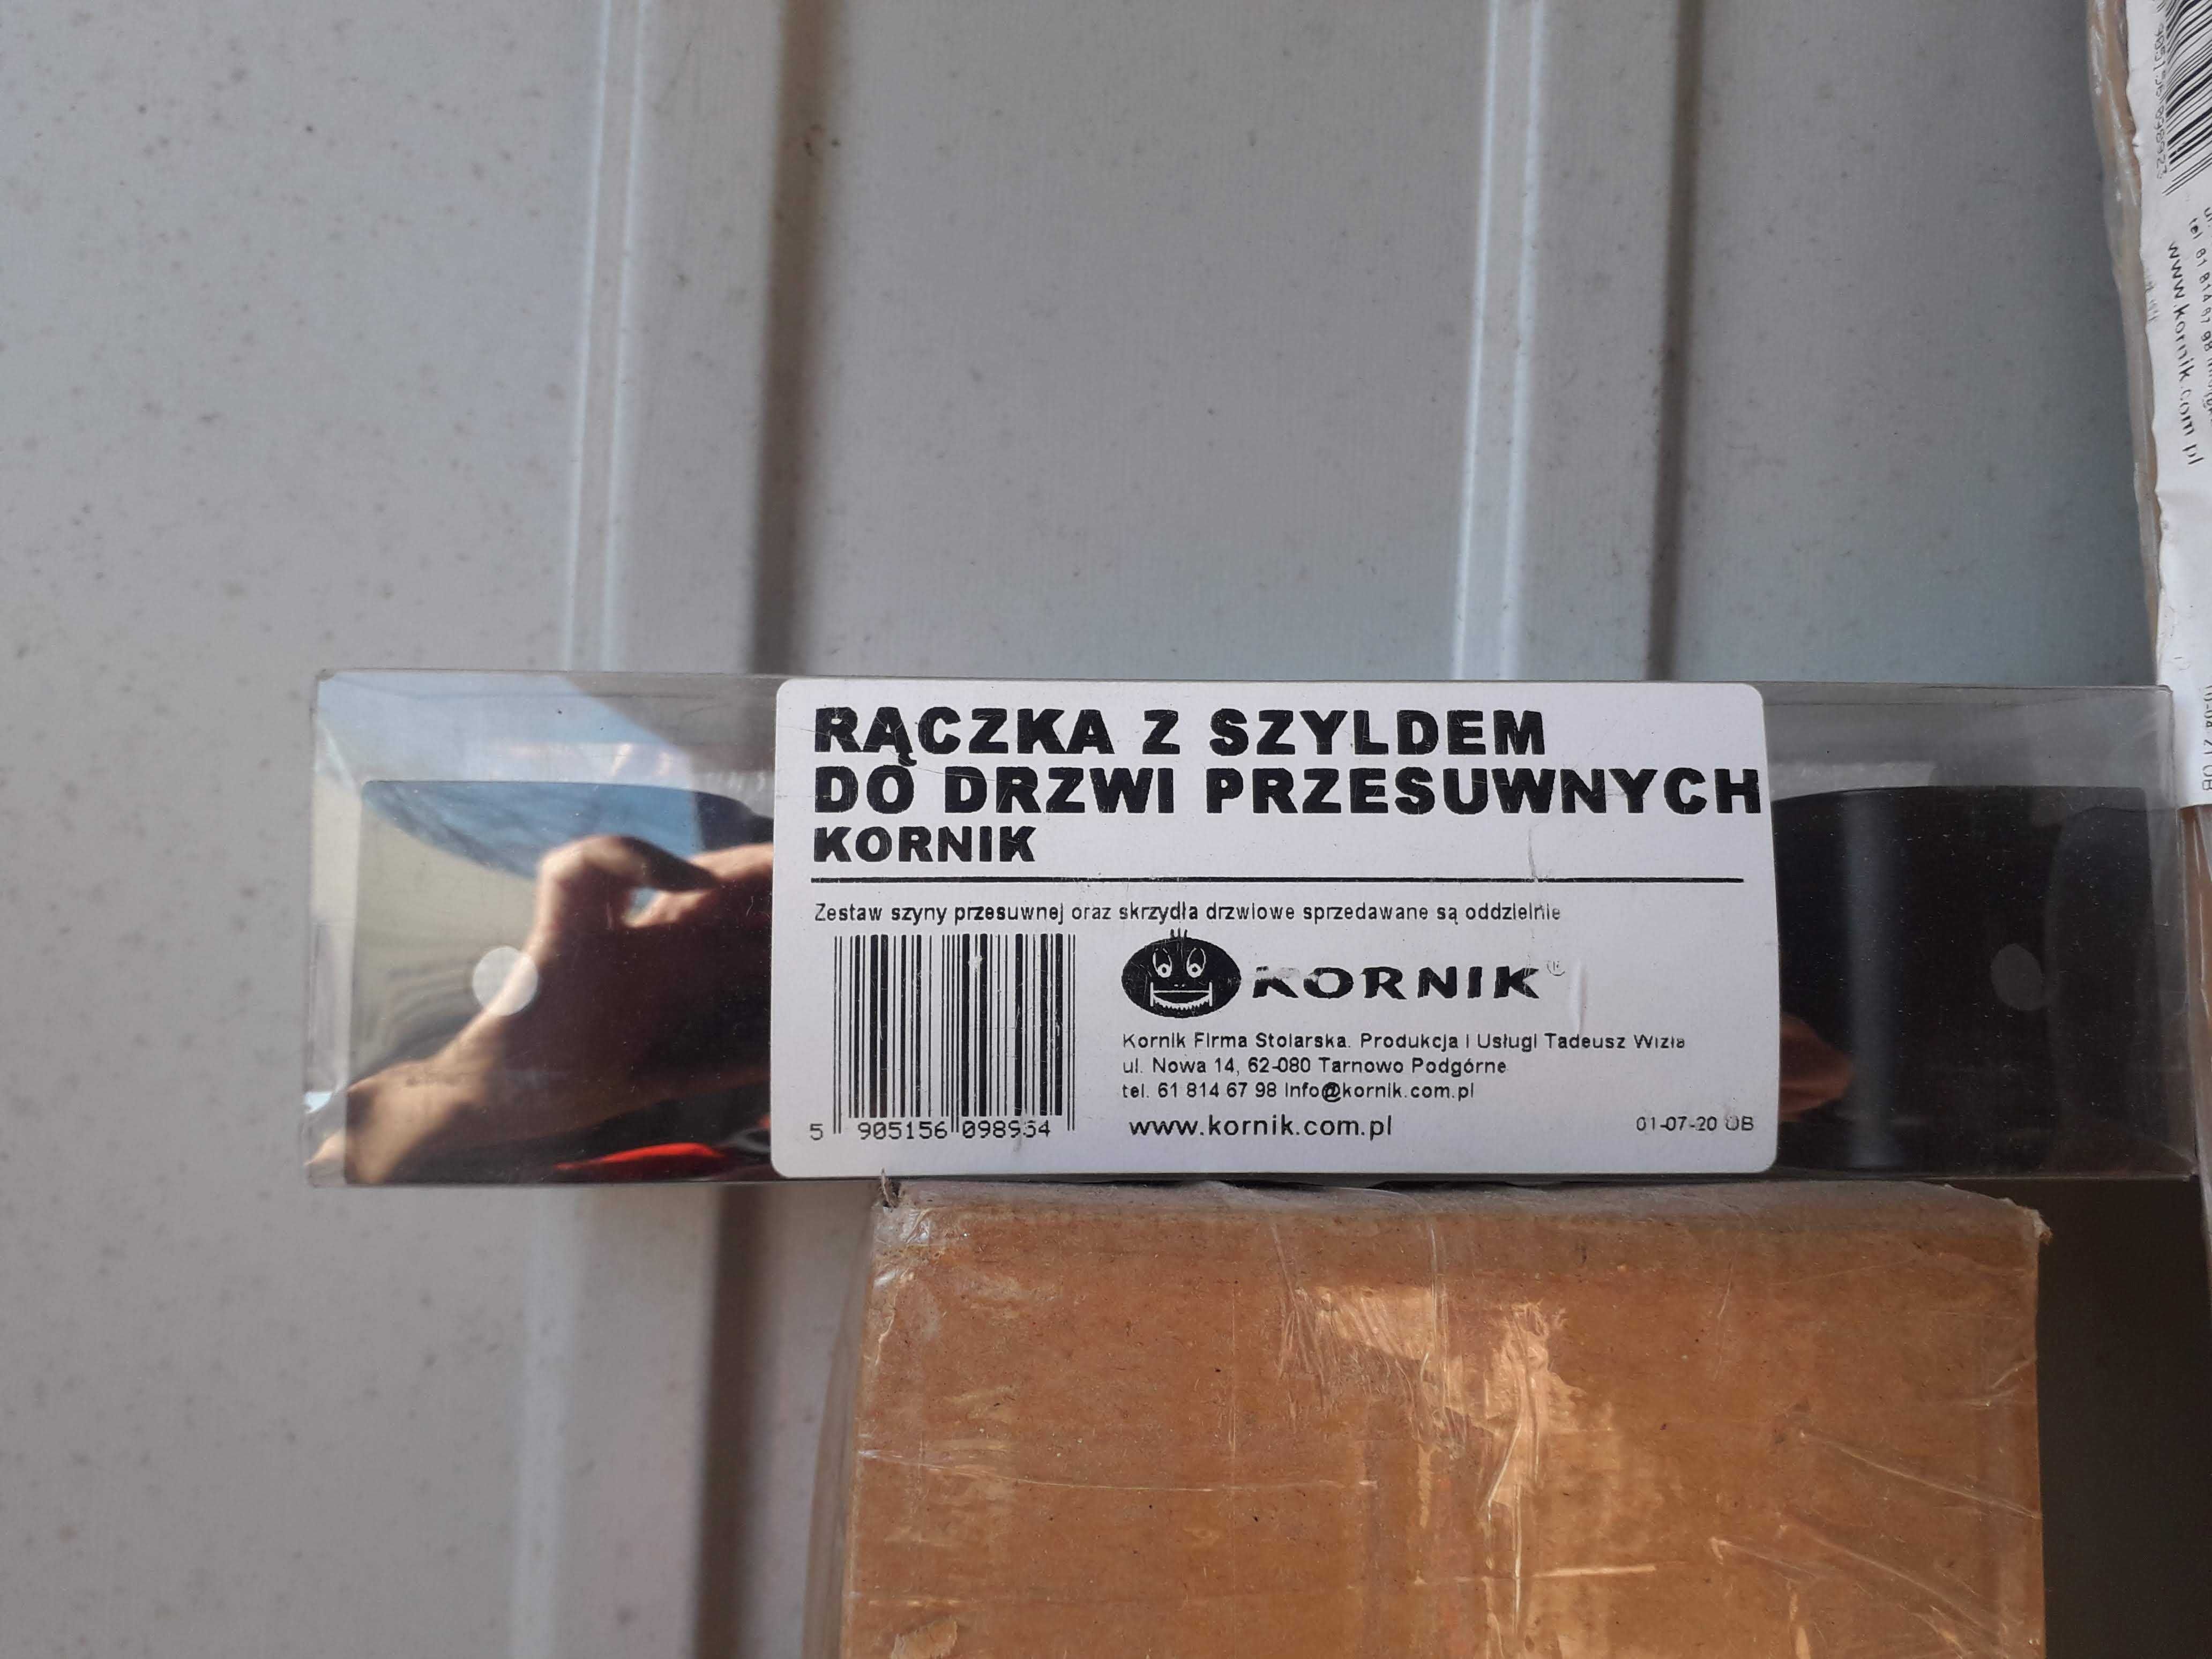 RĄCZKA Z SZYLDEM
DO DRZWI PRZESUWNYCH
KORNIK
Zestaw szyny przesuwnej oraz skrzydła drzwiowe sprzedawane są oddzielnie
KORNIK®
Kornik Firma Stolarska. Produkcja i Usługi Tadeusz Wizła
ul. Nowa 14, 62-080 Tarnowo Podgórne
tel. 61 814 67 98 info@kornik.com.pl
5 905156 098954
www.kornik.com.pl
01-07-20 OB
www.kornik.com.pl